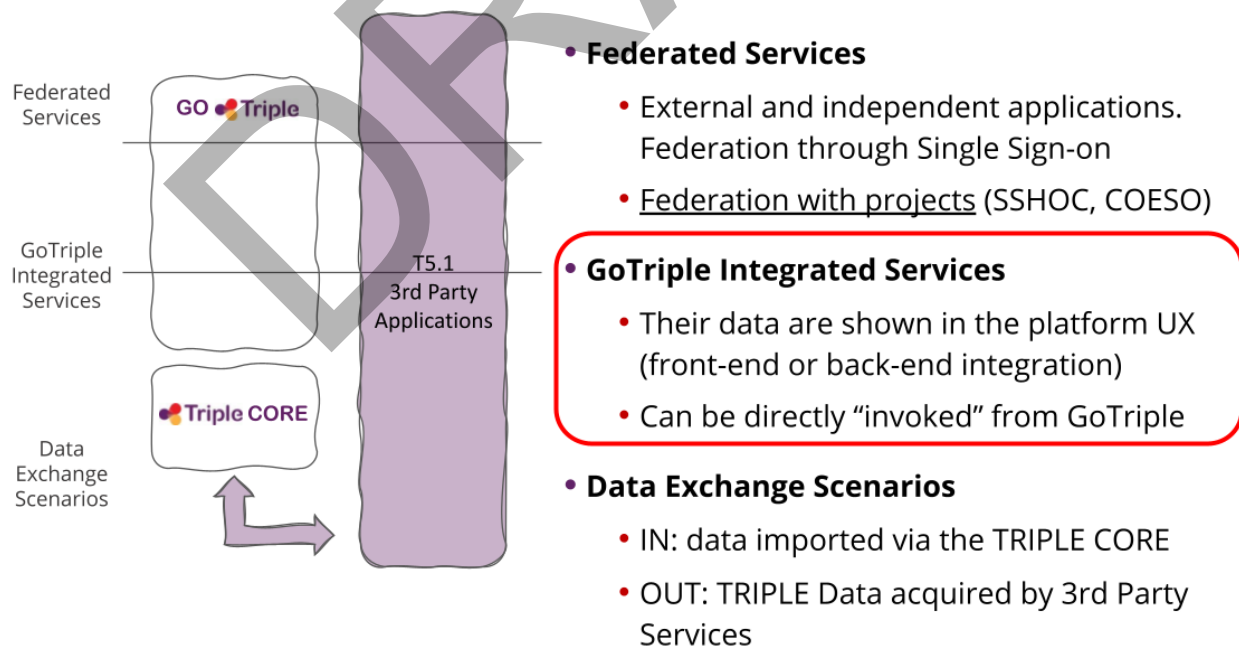 Federated
Services
GO Triple
GoTriple
Integrated
Services
Triple CORE
Data
Exchange
Scenarios
T5.1
3rd Party
Applications
• Federated Services
• External and independent applications.
Federation through Single Sign-on
• Federation with projects (SSHOC, COESO)
• GoTriple Integrated Services
• Their data are shown in the platform UX
(front-end or back-end integration)
• Can be directly “invoked” from GoTriple
• Data Exchange Scenarios
• IN: data imported via the TRIPLE CORE
• OUT: TRIPLE Data acquired by 3rd Party
Services